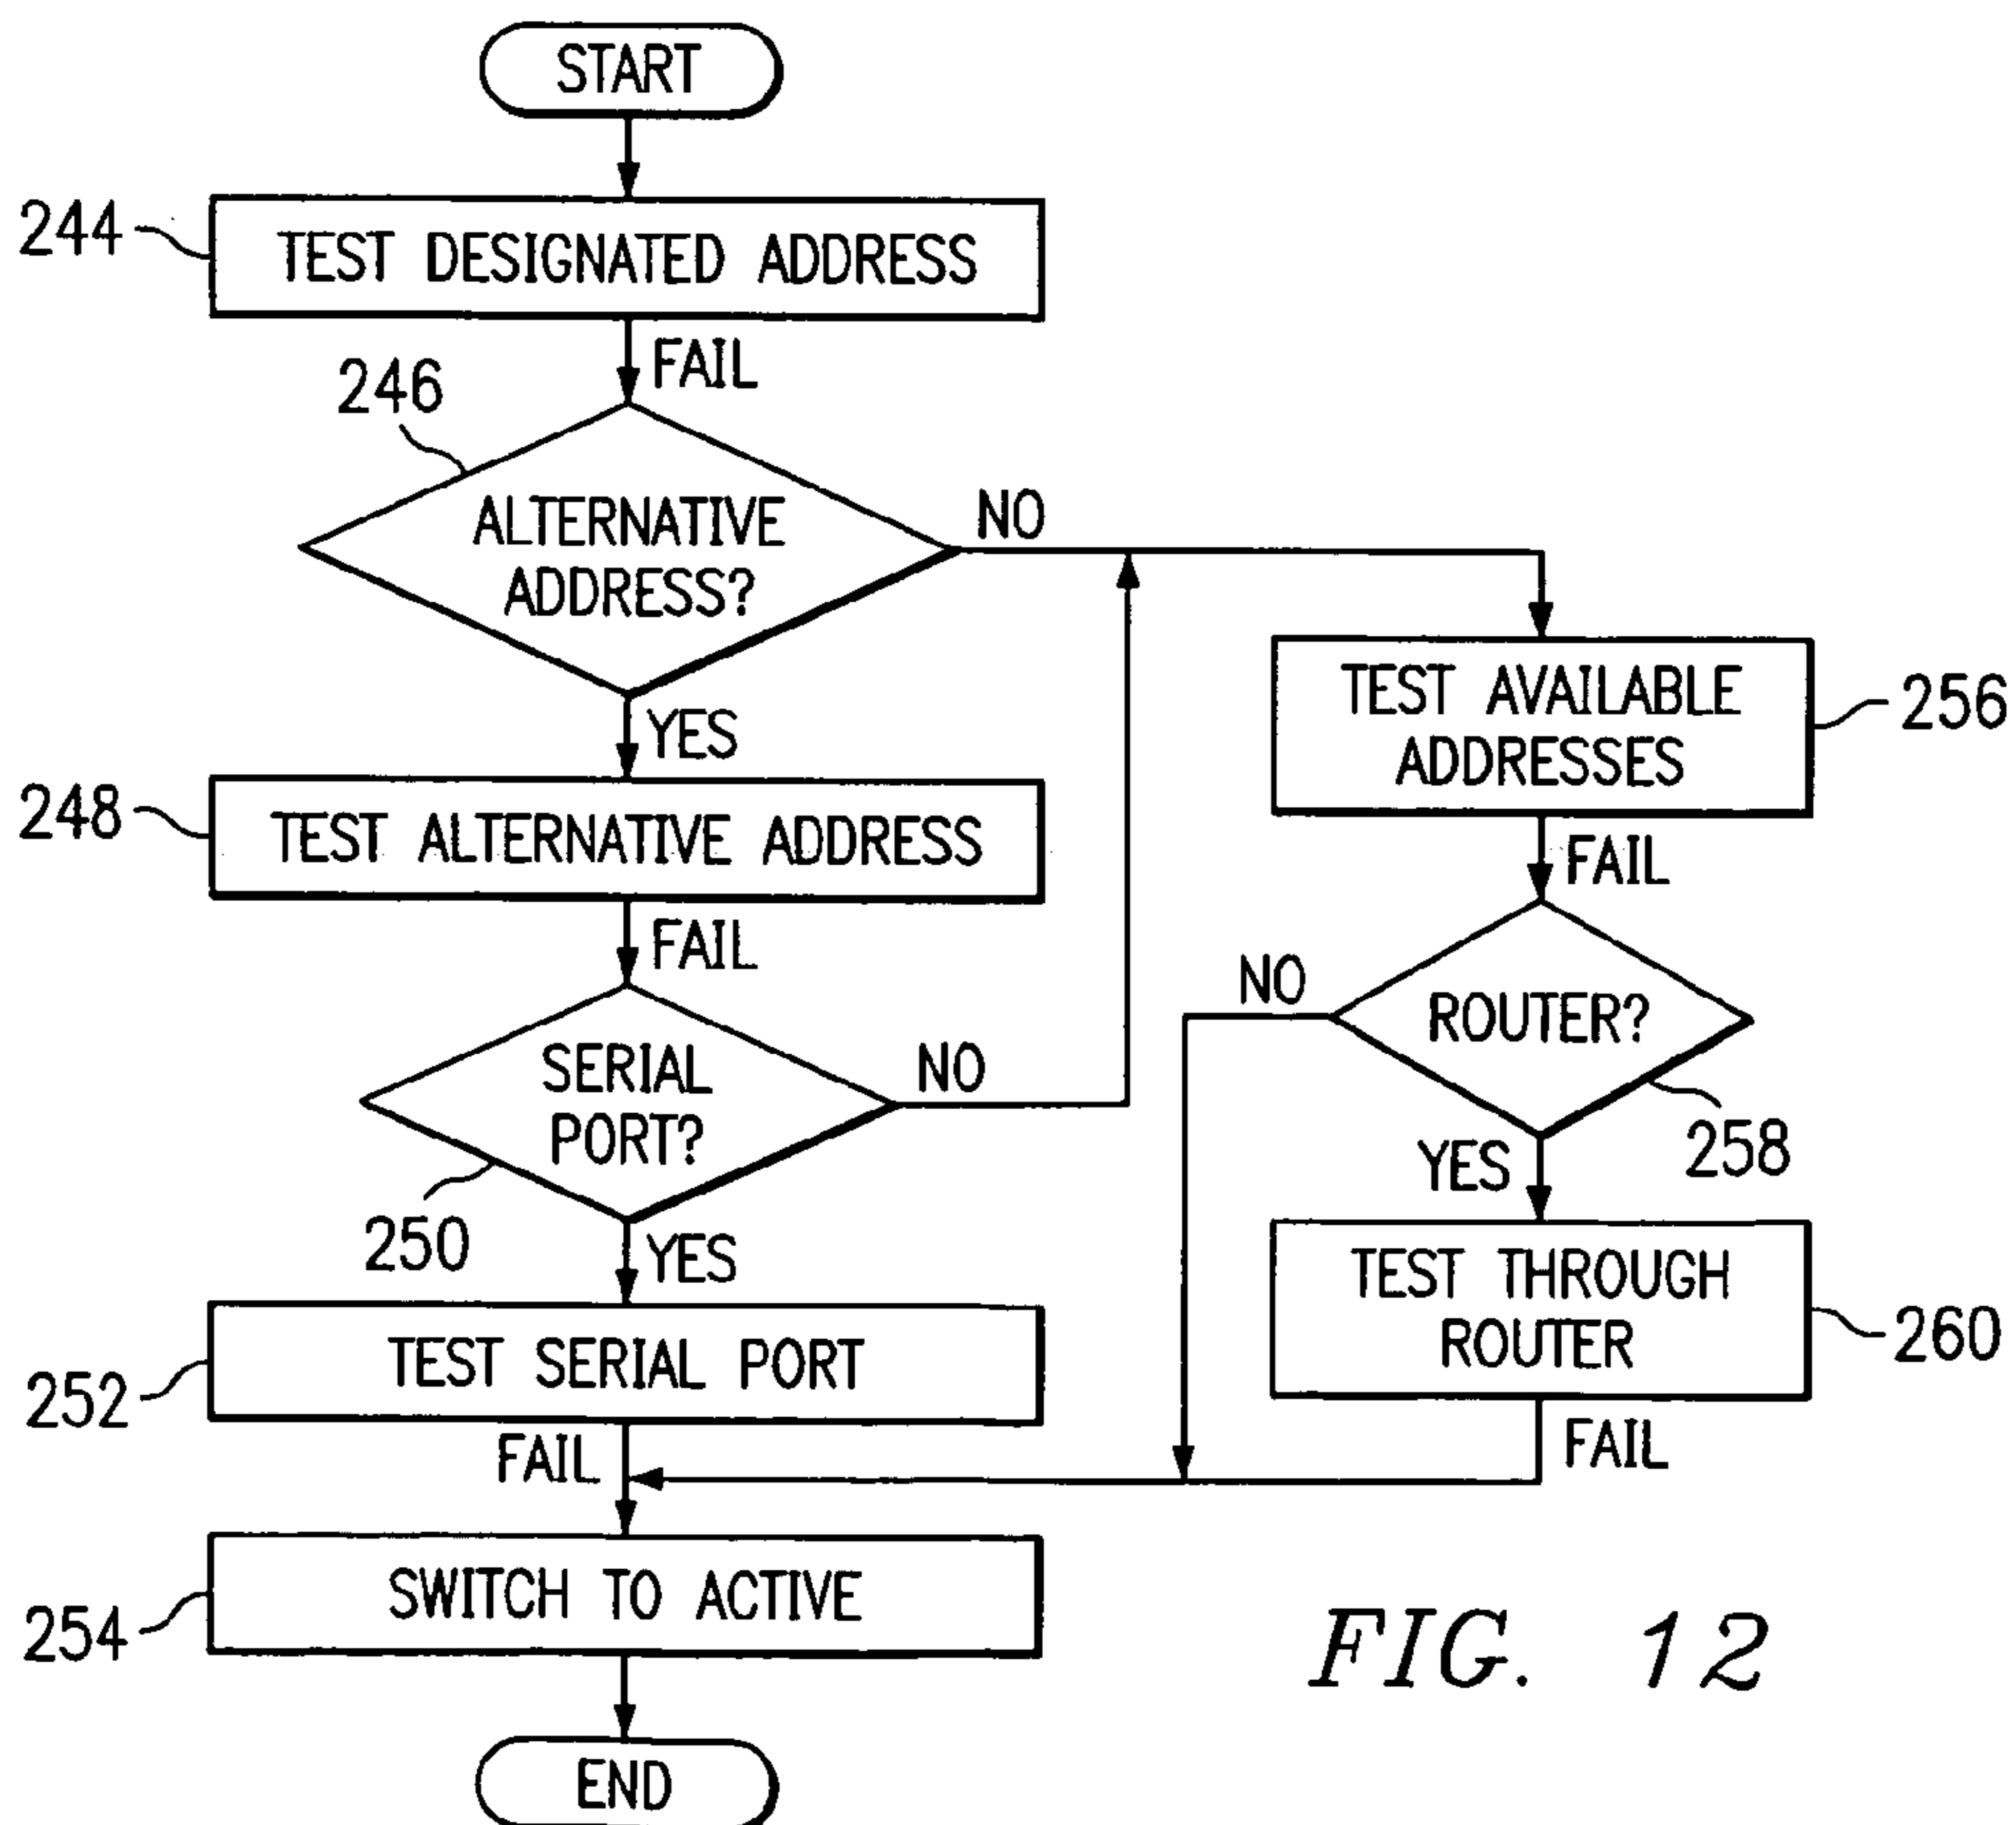 START
244
TEST DESIGNATED ADDRESS
FAIL
246
ALTERNATIVE
ADDRESS?
NO
YES
248
TEST ALTERNATIVE ADDRESS
FAIL
SERIAL
PORT?
NO
250
YES
252
TEST SERIAL PORT
FAIL
254
SWITCH TO ACTIVE
END
TEST AVAILABLE
ADDRESSES
256
FAIL
NO
ROUTER?
258
YES
TEST THROUGH
ROUTER
260
FAIL
FIG. 12